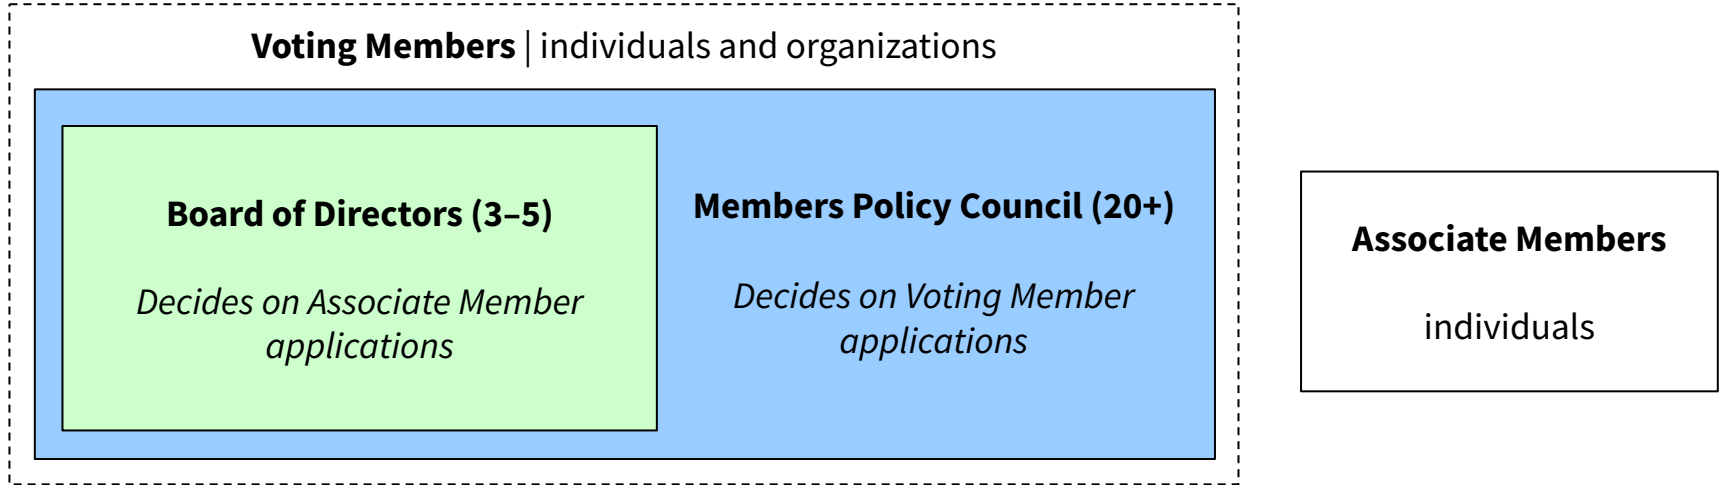 Voting Members | individuals and organizations
Board of Directors (3–5)
Decides on Associate Member
applications
Members Policy Council (20+)
Decides on Voting Member
applications
Associate Members
individuals